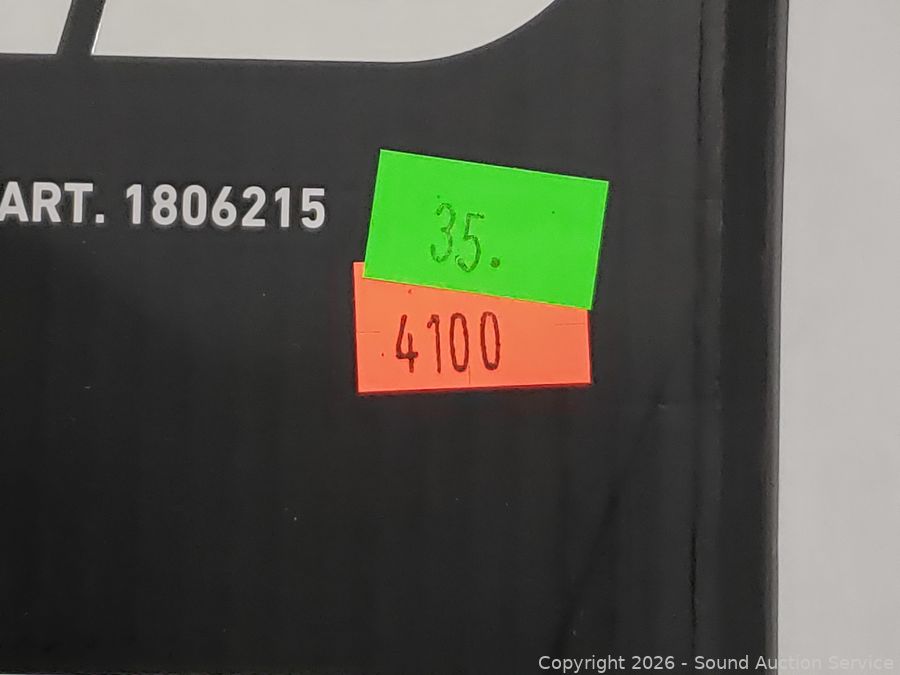 ART. 1806215
35.
4100
Copyright 2026 - Sound Auction Service